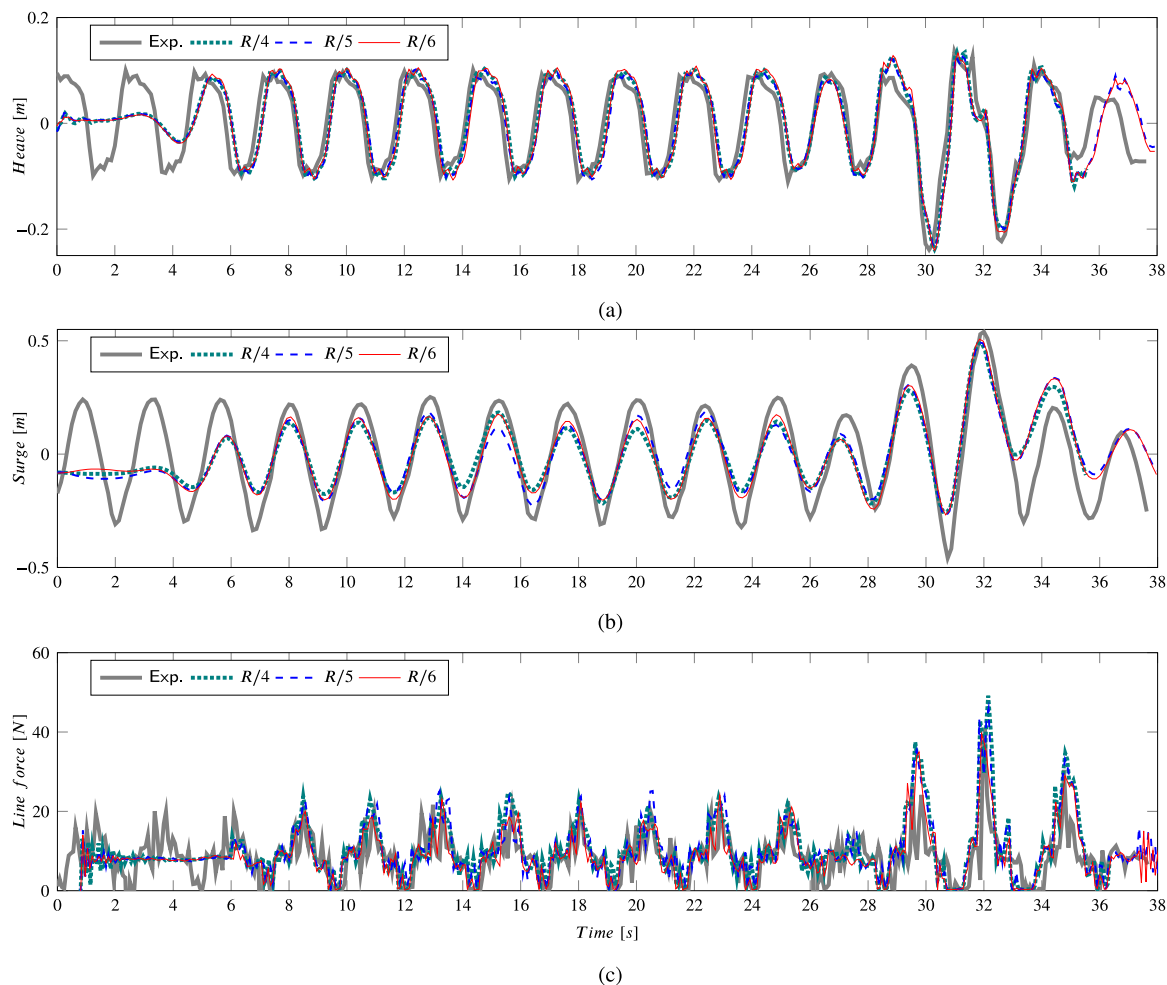 0.2
0
−0.2
Heave [m]
Exp. R/4 R/5 R/6
0 2 4 6 8 10 12 14 16 18 20 22 24 26 28 30 32 34 36 38
(a)
0.5
0
−0.5
Surge [m]
Exp. R/4 R/5 R/6
0 2 4 6 8 10 12 14 16 18 20 22 24 26 28 30 32 34 36 38
(b)
60
40
20
0
Line force [N]
Exp. R/4 R/5 R/6
0 2 4 6 8 10 12 14 16 18 20 22 24 26 28 30 32 34 36 38
Time [s]
(c)